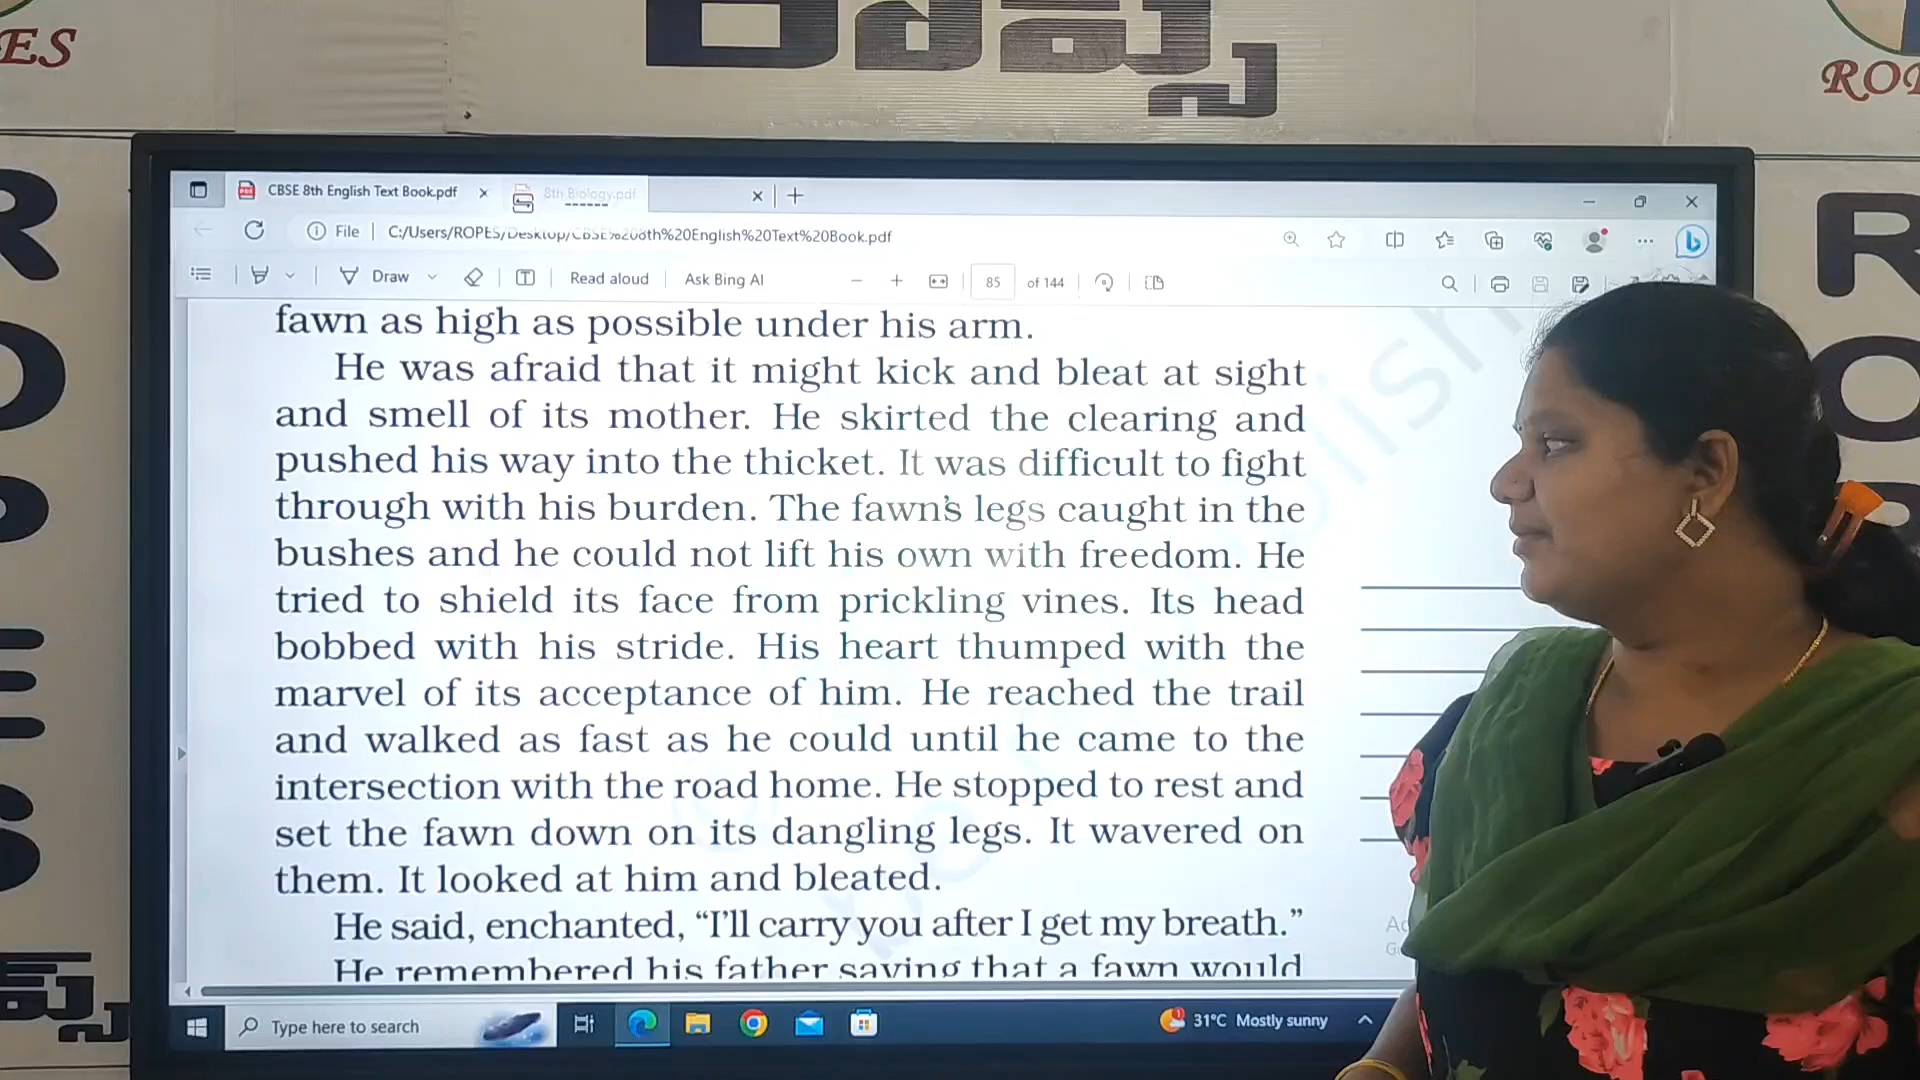 రోప్స్
ES
ROP
R
O
P
E
S
R
O
P
CBSE 8th English Text Book.pdf
8th Biology.pdf
File
C:/Users/ROPES/Desktop/CBSE%208th%20English%20Text%20Book.pdf
Draw
Read aloud
Ask Bing AI
85
of 144
fawn as high as possible under his arm.
He was afraid that it might kick and bleat at sight
and smell of its mother. He skirted the clearing and
pushed his way into the thicket. It was difficult to fight
through with his burden. The fawn's legs caught in the
bushes and he could not lift his own with freedom. He
tried to shield its face from prickling vines. Its head
bobbed with his stride. His heart thumped with the
marvel of its acceptance of him. He reached the trail
and walked as fast as he could until he came to the
intersection with the road home. He stopped to rest and
set the fawn down on its dangling legs. It wavered on
them. It looked at him and bleated.
He said, enchanted, “I’ll carry you after I get my breath.”
He remembered his father saying that a fawn would
Type here to search
31°C Mostly sunny